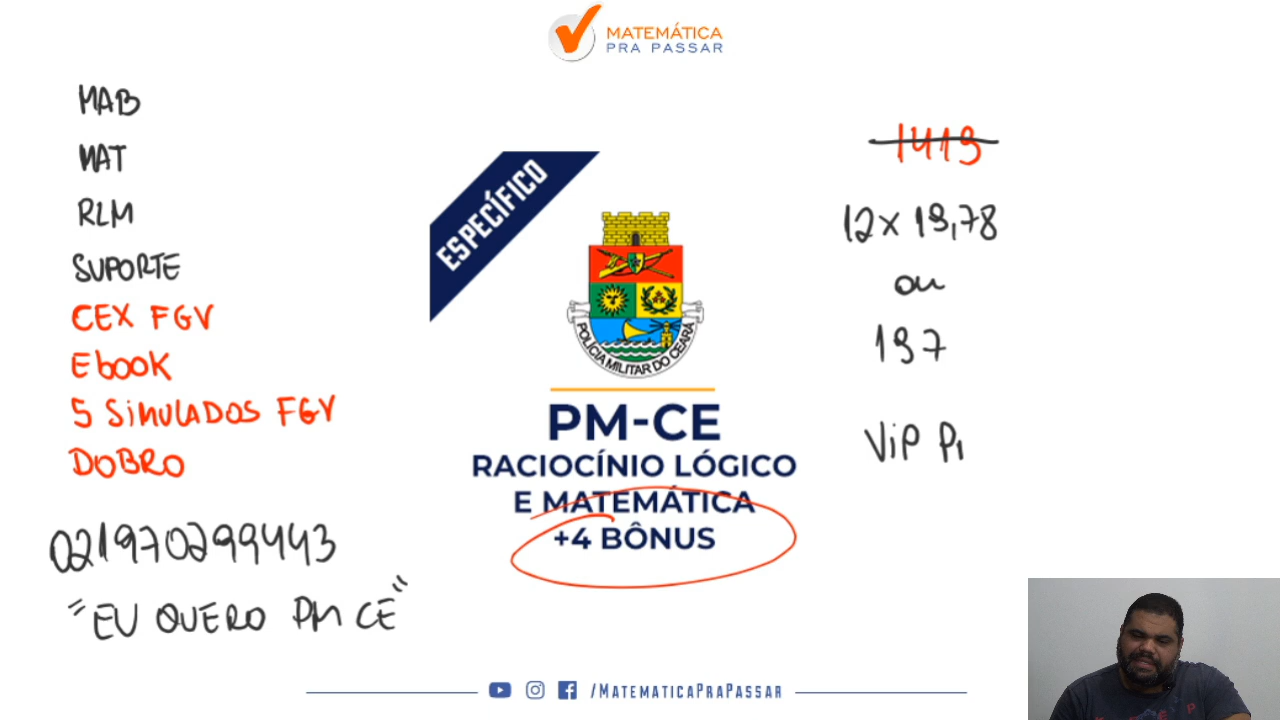 MATEMÁTICA
PRA PASSAR
MAB
MAT
RLM
SUPORTE
CEX FGV
Ebook
5 SIMULADOS FGV
DOBRO
021970299443
"EU QUERO PM CE"
ESPECÍFICO
POLÍCIA MILITAR DO CEARÁ
PM-CE
RACIOCÍNIO LÓGICO
E MATEMÁTICA
+4 BÔNUS
1419
12 x 19,78
ou
197
VIP PI
/MATEMATICAPRAPASSAR